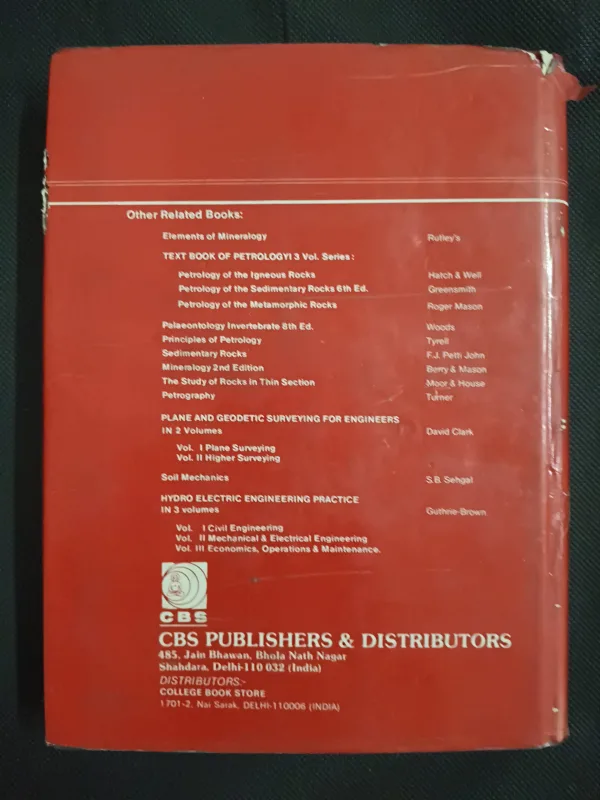 Other Related Books:
Elements of Mineralogy Rutley's
TEXT BOOK OF PETROLOGYI 3 Vol. Series :
Petrology of the Igneous Rocks Hatch & Well
Petrology of the Sedimentary Rocks 6th Ed. Greensmith
Petrology of the Metamorphic Rocks Roger Mason
Palaeontology Invertebrate 8th Ed. Woods
Principles of Petrology Tyrell
Sedimentary Rocks F.J. Petti John
Mineralogy 2nd Edition Berry & Mason
The Study of Rocks in Thin Section Moor & House
Petrography Turner
PLANE AND GEODETIC SURVEYING FOR ENGINEERS
IN 2 Volumes David Clark
Vol. I Plane Surveying
Vol. II Higher Surveying
Soil Mechanics S.B. Sehgal
HYDRO ELECTRIC ENGINEERING PRACTICE
IN 3 volumes Guthrie-Brown
Vol. I Civil Engineering
Vol. II Mechanical & Electrical Engineering
Vol. III Economics, Operations & Maintenance.
CBS
CBS PUBLISHERS & DISTRIBUTORS
485, Jain Bhawan, Bhola Nath Nagar
Shahdara, Delhi-110 032 (India)
DISTRIBUTORS:-
COLLEGE BOOK STORE
1701-2, Nai Sarak, DELHI-110006 (INDIA)